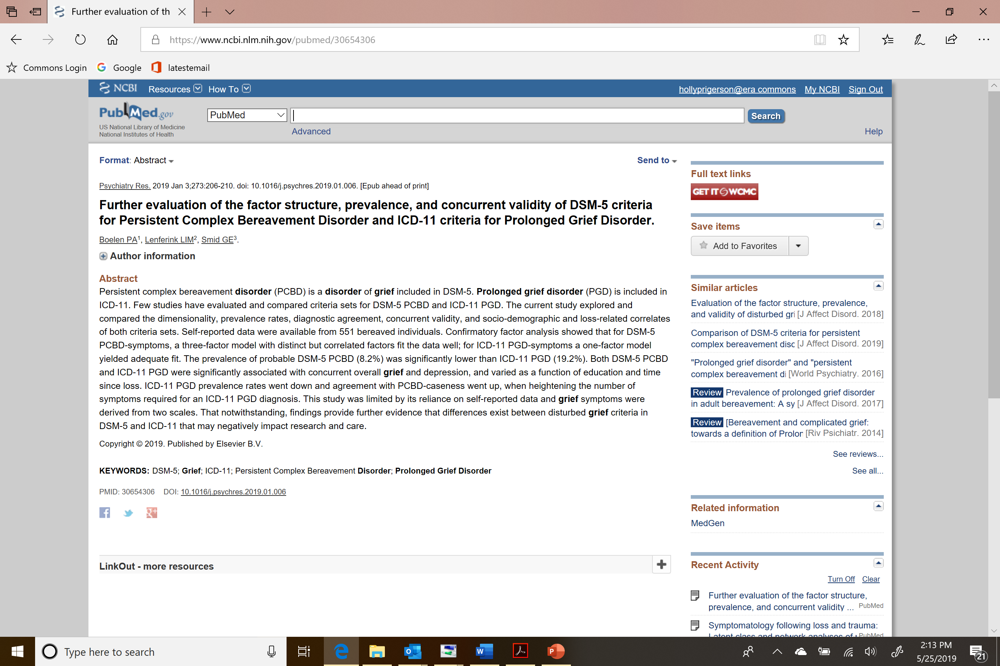 Further evaluation of th
https://www.ncbi.nlm.nih.gov/pubmed/30654306
Commons Login Google latestemail
NCBI Resources How To hollyprigerson@era commons My NCBI Sign Out
PubMed.gov
US National Library of Medicine
National Institutes of Health
PubMed Search
Advanced Help
Format: Abstract Send to
Psychiatry Res. 2019 Jan 3;273:206-210. doi: 10.1016/j.psychres.2019.01.006. [Epub ahead of print]
Further evaluation of the factor structure, prevalence, and concurrent validity of DSM-5 criteria
for Persistent Complex Bereavement Disorder and ICD-11 criteria for Prolonged Grief Disorder.
Boelen PA1, Lenferink LIM2, Smid GE3.
Author information
Abstract
Persistent complex bereavement disorder (PCBD) is a disorder of grief included in DSM-5. Prolonged grief disorder (PGD) is included in
ICD-11. Few studies have evaluated and compared criteria sets for DSM-5 PCBD and ICD-11 PGD. The current study explored and
compared the dimensionality, prevalence rates, diagnostic agreement, concurrent validity, and socio-demographic and loss-related correlates
of both criteria sets. Self-reported data were available from 551 bereaved individuals. Confirmatory factor analysis showed that for DSM-5
PCBD-symptoms, a three-factor model with distinct but correlated factors fit the data well; for ICD-11 PGD-symptoms a one-factor model
yielded adequate fit. The prevalence of probable DSM-5 PCBD (8.2%) was significantly lower than ICD-11 PGD (19.2%). Both DSM-5 PCBD
and ICD-11 PGD were significantly associated with concurrent overall grief and depression, and varied as a function of education and time
since loss. ICD-11 PGD prevalence rates went down and agreement with PCBD-caseness went up, when heightening the number of
symptoms required for an ICD-11 PGD diagnosis. This study was limited by its reliance on self-reported data and grief symptoms were
derived from two scales. That notwithstanding, findings provide further evidence that differences exist between disturbed grief criteria in
DSM-5 and ICD-11 that may negatively impact research and care.
Copyright © 2019. Published by Elsevier B.V.
KEYWORDS: DSM-5; Grief; ICD-11; Persistent Complex Bereavement Disorder; Prolonged Grief Disorder
PMID: 30654306 DOI: 10.1016/j.psychres.2019.01.006
LinkOut - more resources
Full text links
GET IT WCMC
Save items
Add to Favorites
Similar articles
Evaluation of the factor structure, prevalence,
and validity of disturbed gri [J Affect Disord. 2018]
Comparison of DSM-5 criteria for persistent
complex bereavement disc [J Affect Disord. 2019]
"Prolonged grief disorder" and "persistent
complex bereavement di [World Psychiatry. 2016]
Review Prevalence of prolonged grief disorder
in adult bereavement: A sy [J Affect Disord. 2017]
Review [Bereavement and complicated grief:
towards a definition of Prolon [Riv Psichiatr. 2014]
See reviews...
See all...
Related information
MedGen
Recent Activity
Turn Off Clear
Further evaluation of the factor structure,
prevalence, and concurrent validity ... PubMed
Symptomatology following loss and trauma:
Latent class and network analyses of PubMed
Type here to search
2:13 PM
5/25/2019
21